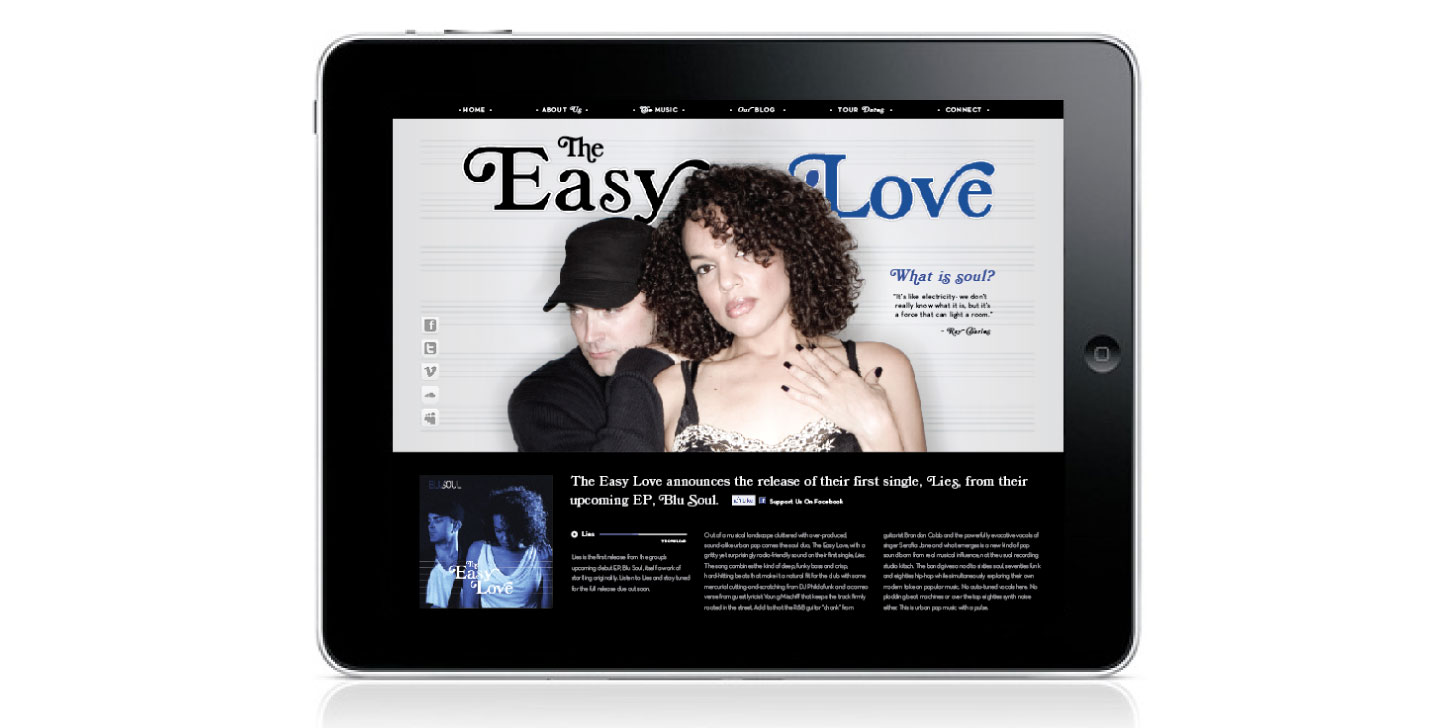 • HOME •
• ABOUT Us •
• The MUSIC •
• Our BLOG •
• TOUR Dates •
• CONNECT •
The
Easy Love
What is soul?
"It's like electricity- we don't
really know what it is, but it's
a force that can light a room."
- Ray Charles
BLUSOUL
The
Easy
Love
The Easy Love announces the release of their first single, Lies, from their
upcoming EP, Blu Soul. Like Support Us On Facebook
Lies
DOWNLOAD
Lies is the first release from the group's
upcoming debut EP, Blu Soul, itself a work of
startling originality. Listen to Lies and stay tuned
for the full release due out soon.
Out of a musical landscape cluttered with over-produced,
sound-alike urban pop comes the soul duo, The Easy Love, with a
gritty yet surprisingly radio-friendly sound on their first single, Lies.
The song combines the kind of deep, funky bass and crisp,
hard-hitting beats that make it a natural fit for the club with some
mercurial cutting-and-scratching from DJ Phildafunk and a cameo
verse from guest lyricist Young Mischff that keeps the track firmly
rooted in the street. Add to that the R&B guitar "chank" from
guitarist Brandon Cobb and the powerfully evocative vocals of
singer Serafia Jane and what emerges is a new kind of pop
soun dborn from real musical influence, not the usual recording
studio kitsch. The band gives a nod to sixties soul, seventies funk
and eighties hip-hop while simultaneously exploring their own
modern take on popular music. No auto-tuned vocals here. No
plodding beat machines or over the top eighties synth noise
either. This is urban pop music with a pulse.